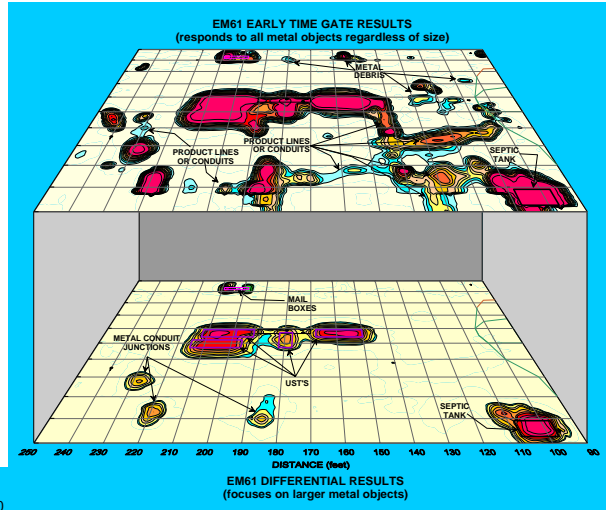 EM61 EARLY TIME GATE RESULTS
(responds to all metal objects regardless of size)
METAL
DEBRIS
PRODUCT LINES
OR CONDUITS
PRODUCT LINES
OR CONDUITS
SEPTIC
TANK
MAIL
BOXES
METAL CONDUIT
JUNCTIONS
UST'S
SEPTIC
TANK
260 250 240 230 220 210 200 190 180 170 160 150 140 130 120 110 100 90
DISTANCE (feet)
EM61 DIFFERENTIAL RESULTS
(focuses on larger metal objects)